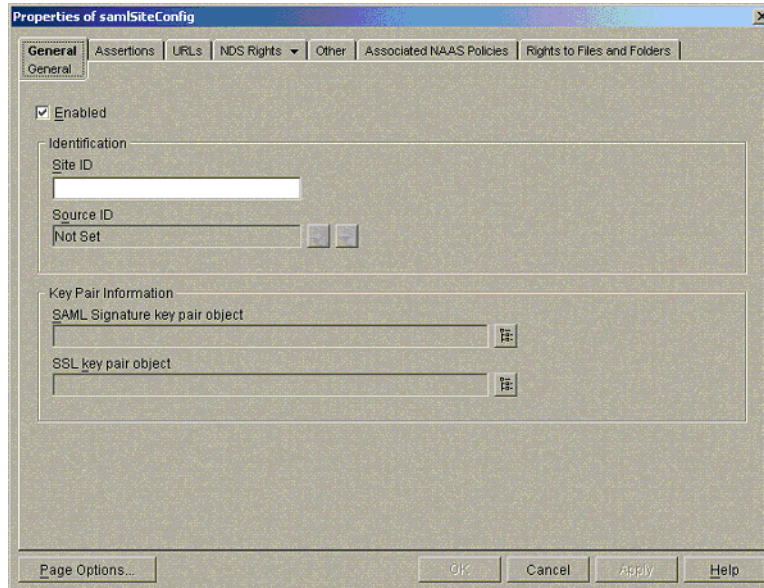 Properties of samlSiteConfig
General Assertions URLs NDS Rights Other Associated NAAS Policies Rights to Files and Folders
General
Enabled
Identification
Site ID
Source ID
Not Set
Key Pair Information
SAML Signature key pair object
SSL key pair object
Page Options... OK Cancel Apply Help